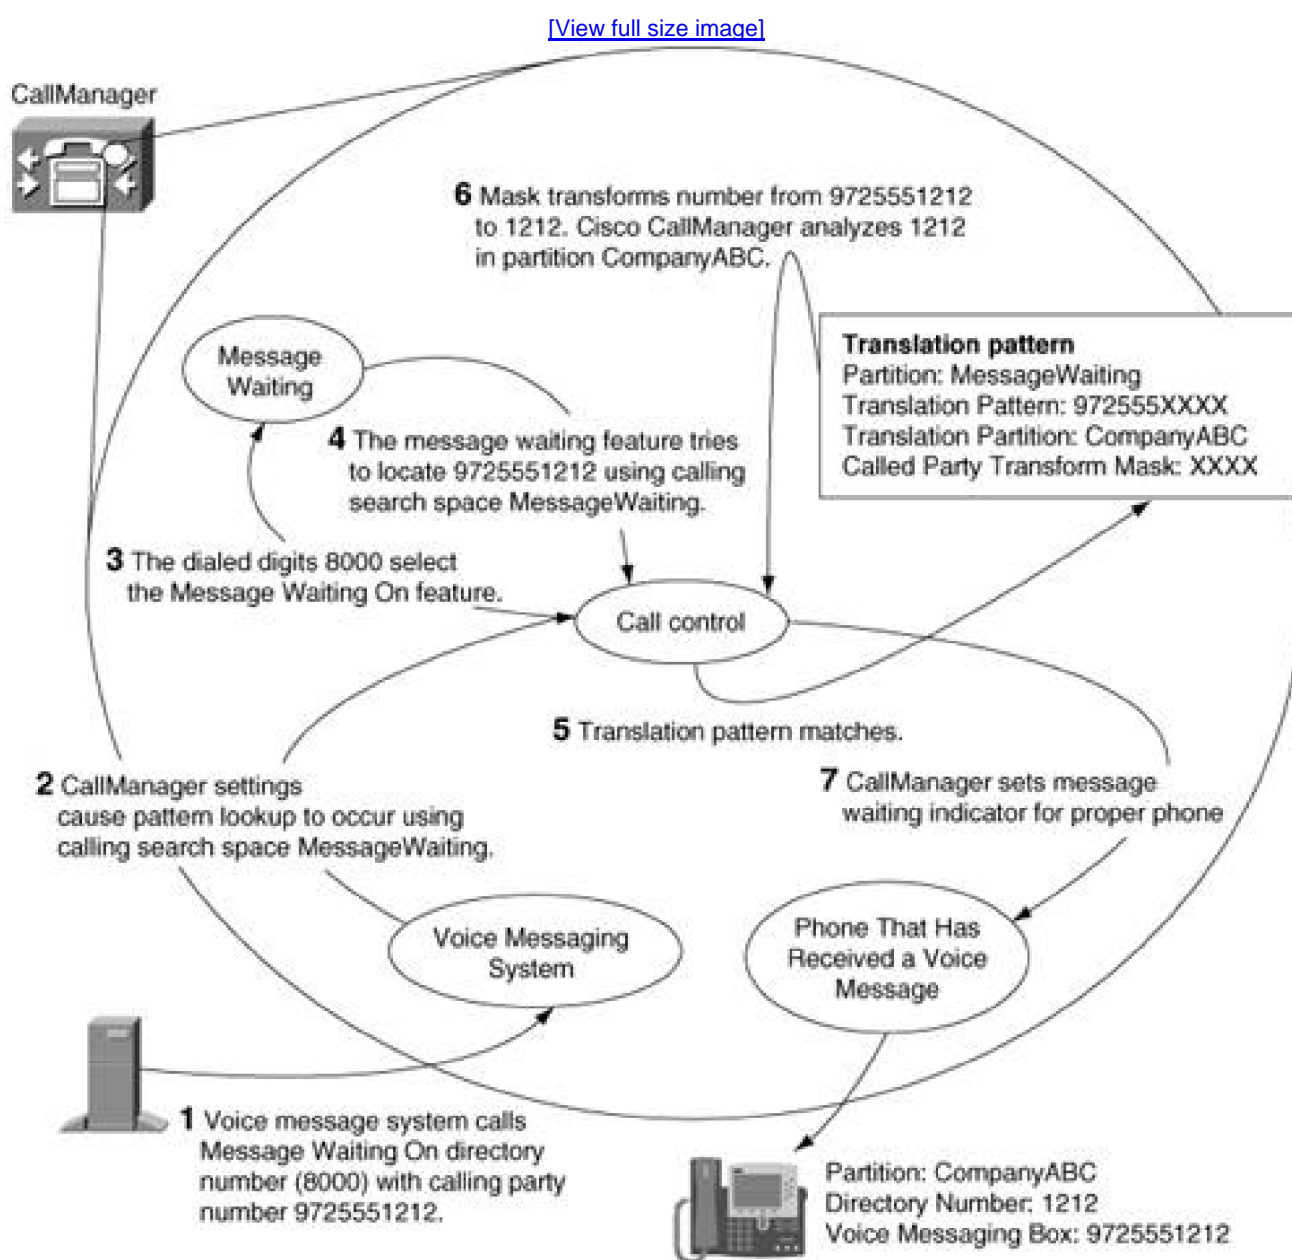 [View full size image]
CallManager
6 Mask transforms number from 9725551212
to 1212. Cisco CallManager analyzes 1212
in partition CompanyABC.
Translation pattern
Partition: MessageWaiting
Translation Pattern: 972555XXXX
Translation Partition: CompanyABC
Called Party Transform Mask: XXXX
Message
Waiting
4 The message waiting feature tries
to locate 9725551212 using calling
search space MessageWaiting.
3 The dialed digits 8000 select
the Message Waiting On feature.
Call control
5 Translation pattern matches.
2 CallManager settings
cause pattern lookup to occur using
calling search space MessageWaiting.
7 CallManager sets message
waiting indicator for proper phone
Voice Messaging
System
Phone That Has
Received a Voice
Message
1 Voice message system calls
Message Waiting On directory
number (8000) with calling party
number 9725551212.
Partition: CompanyABC
Directory Number: 1212
Voice Messaging Box: 9725551212